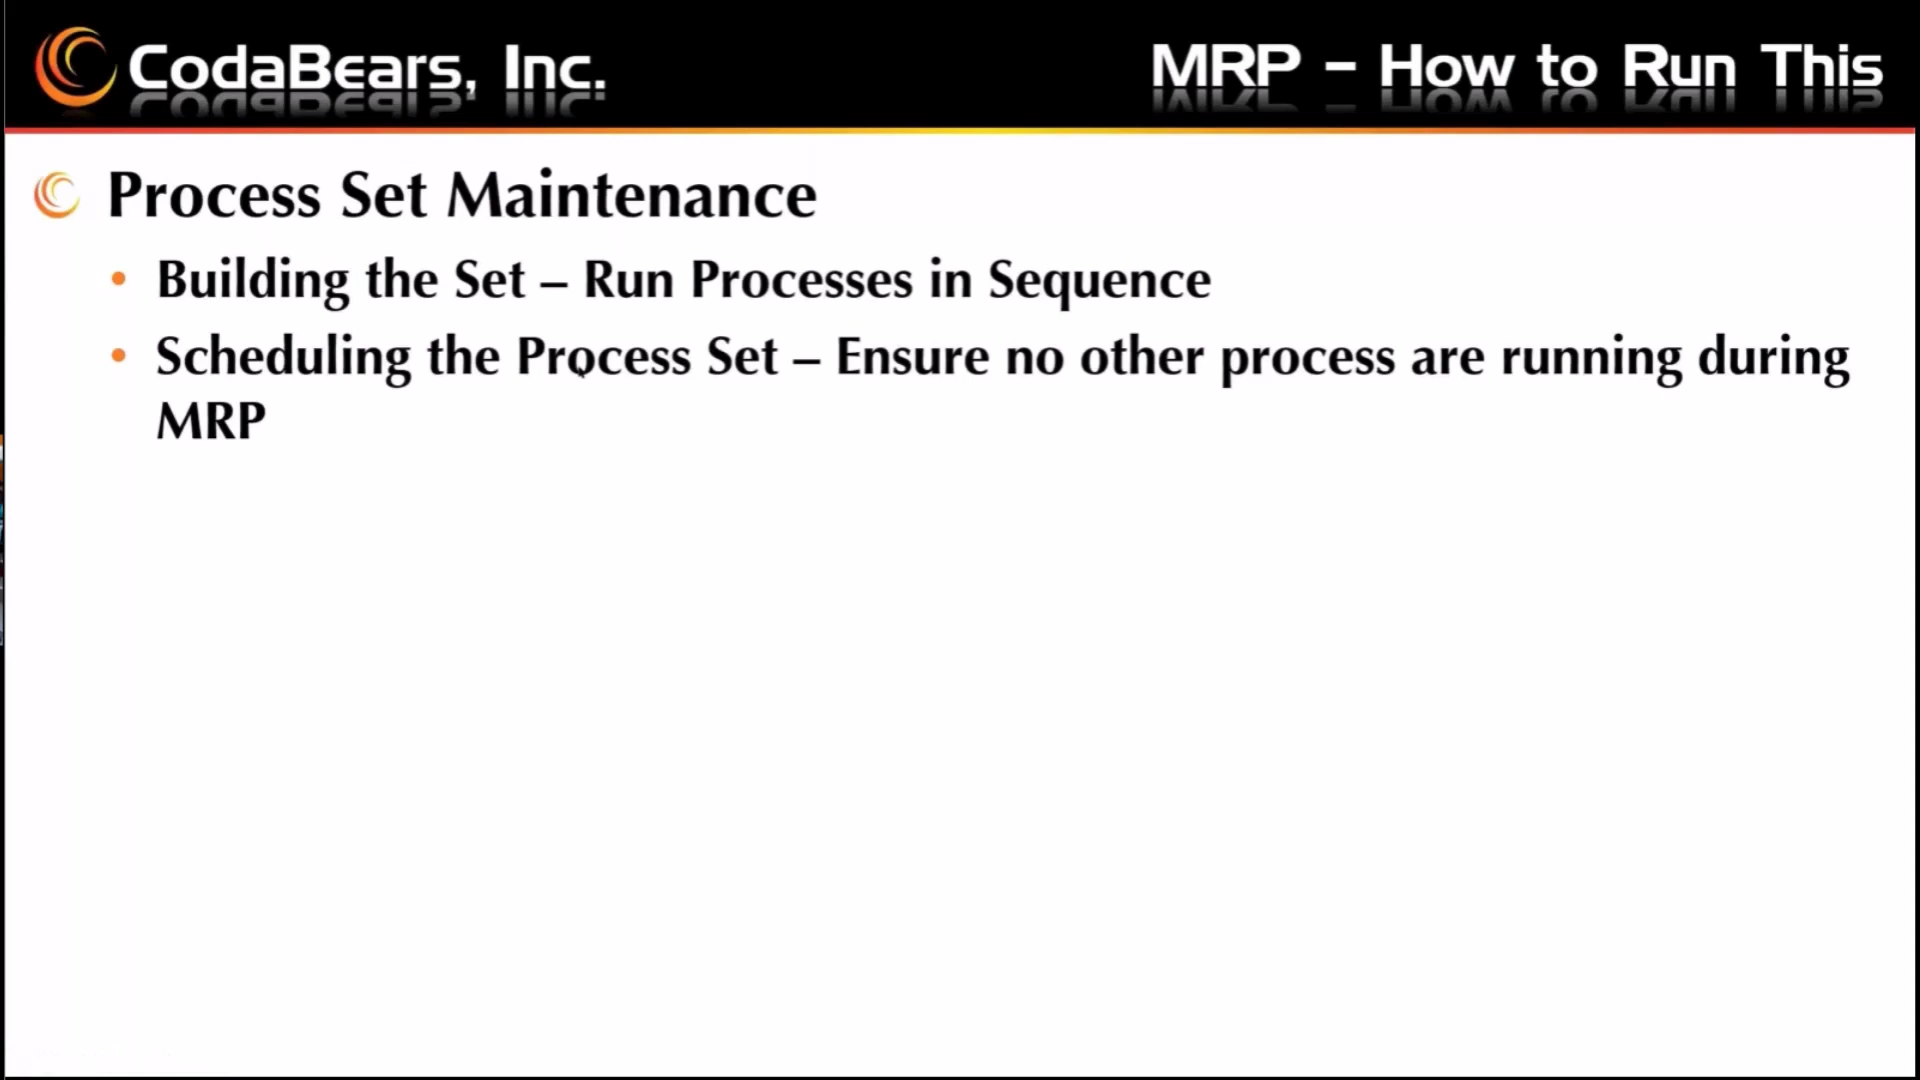 CodaBears, Inc.
MRP – How to Run This
Process Set Maintenance
• Building the Set – Run Processes in Sequence
• Scheduling the Process Set – Ensure no other process are running during
MRP